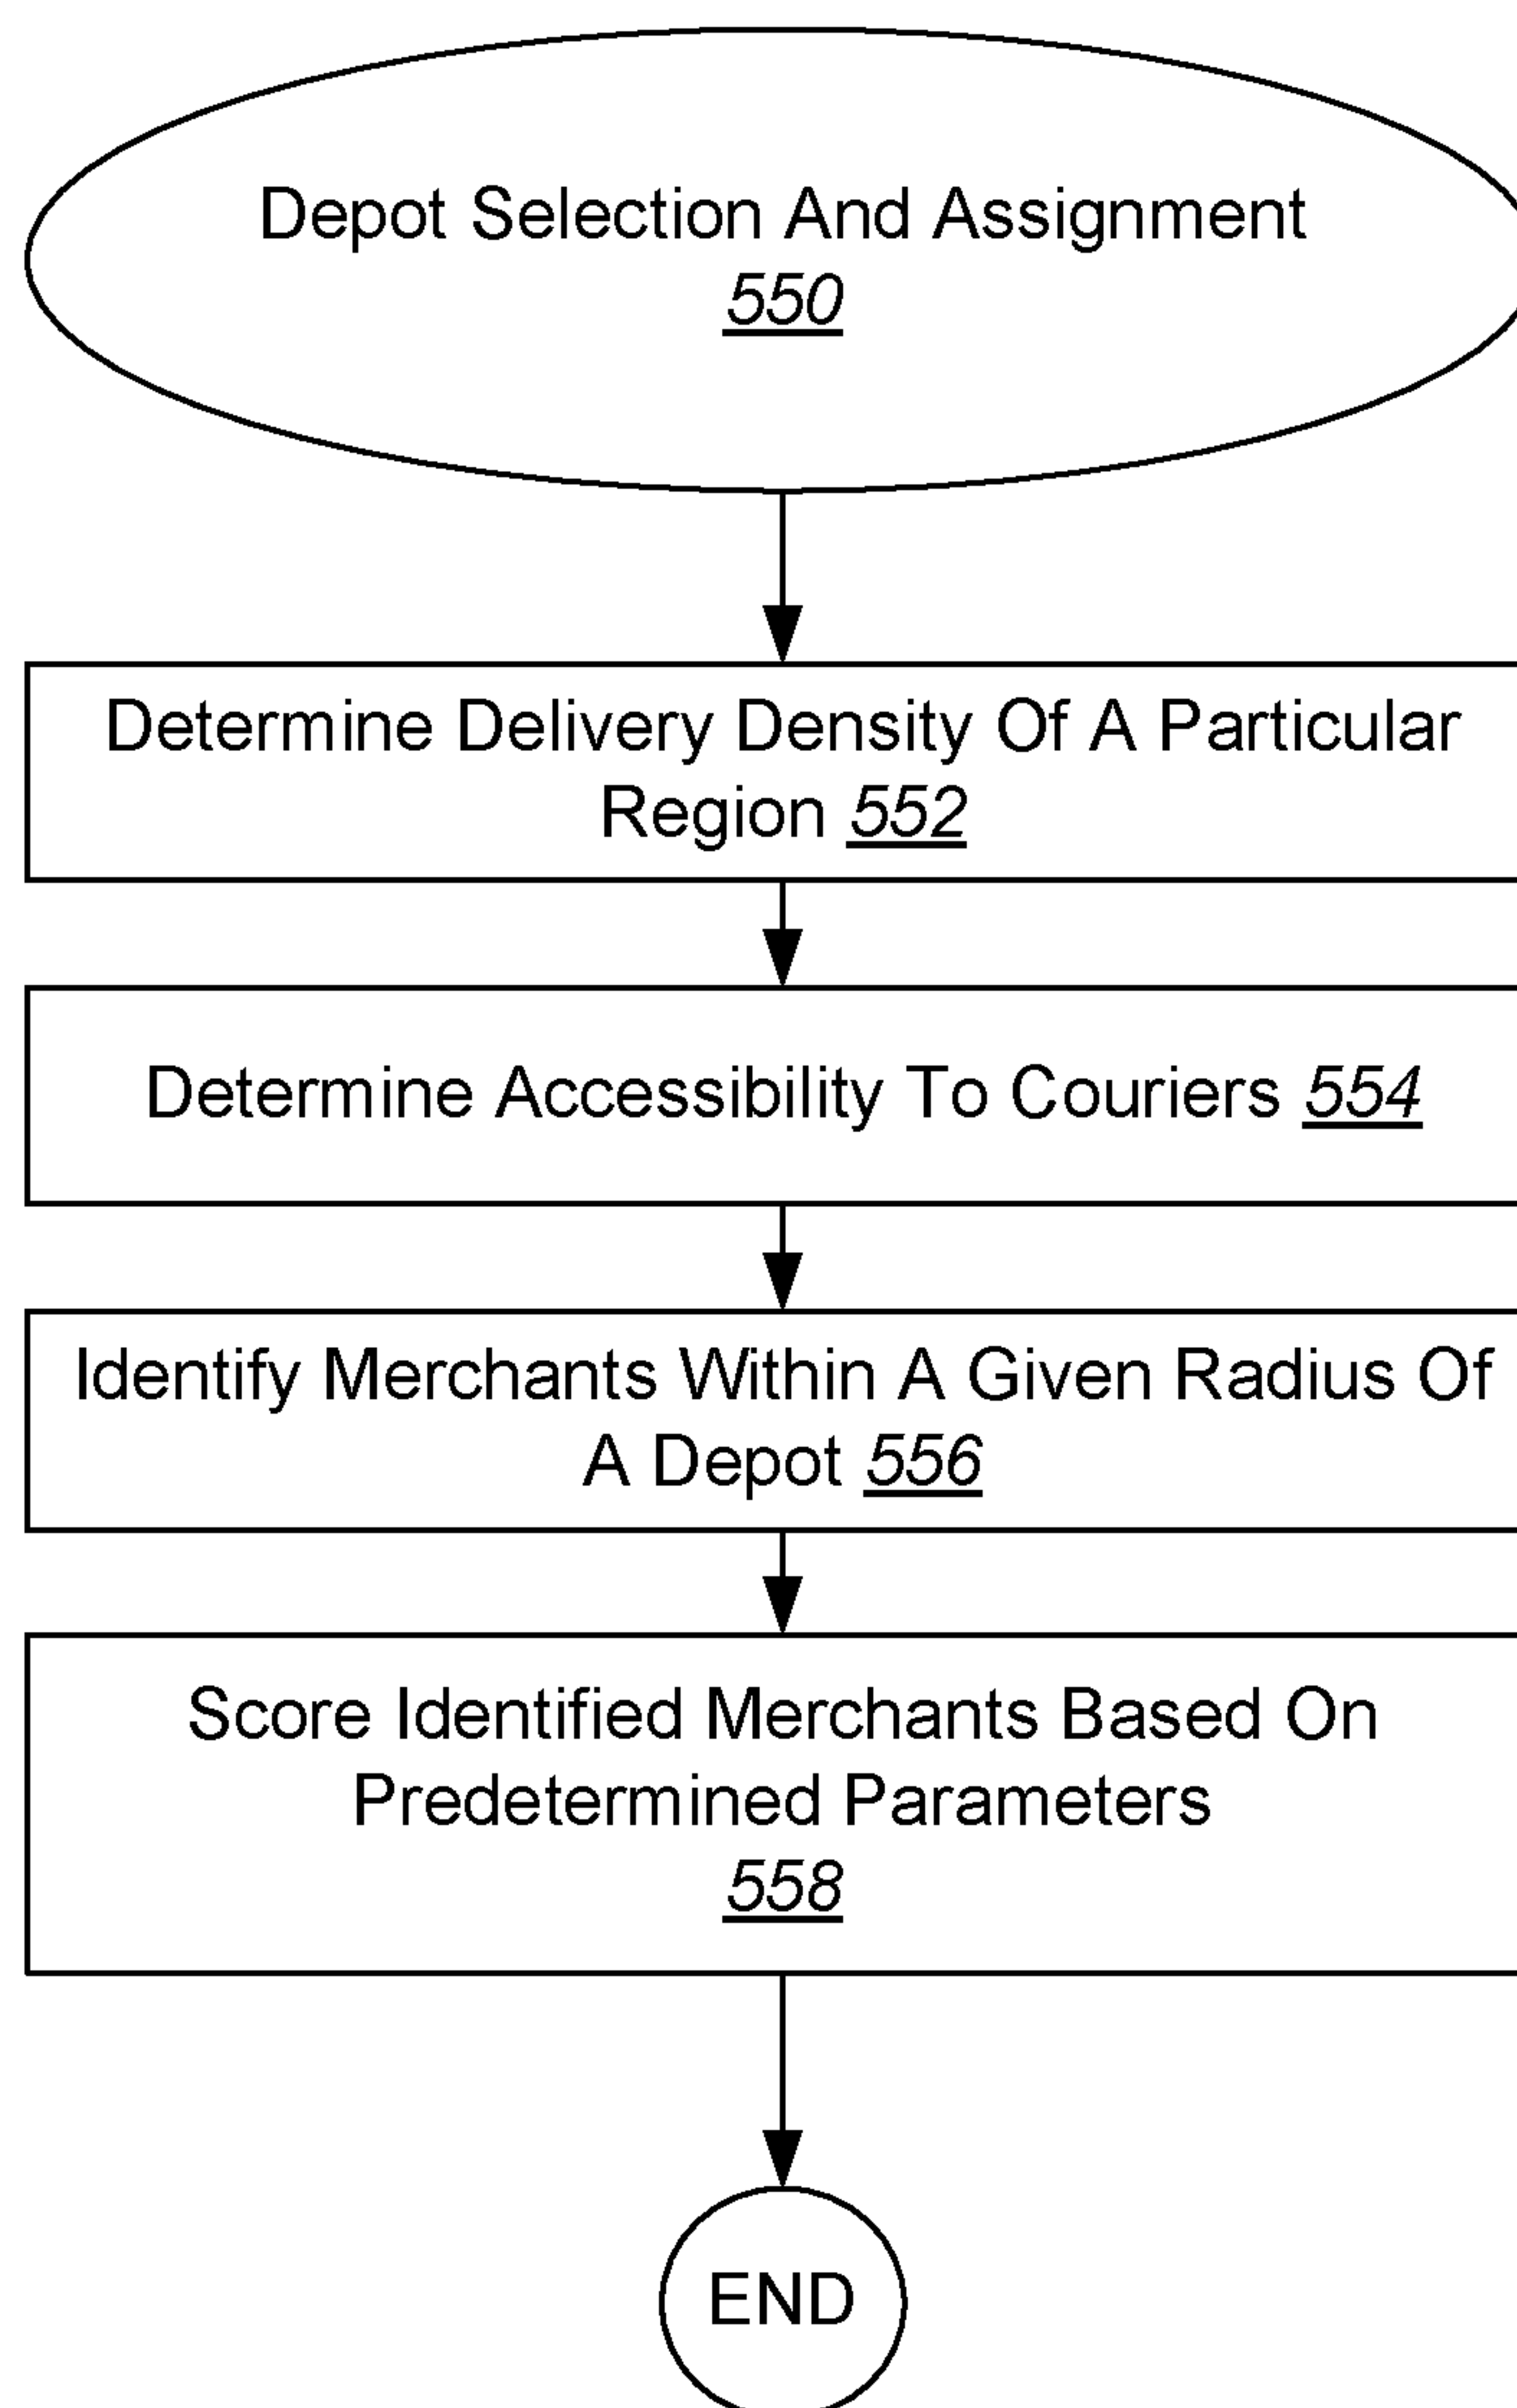 Depot Selection And Assignment
550
Determine Delivery Density Of A Particular
Region 552
Determine Accessibility To Couriers 554
Identify Merchants Within A Given Radius Of
A Depot 556
Score Identified Merchants Based On
Predetermined Parameters
558
END